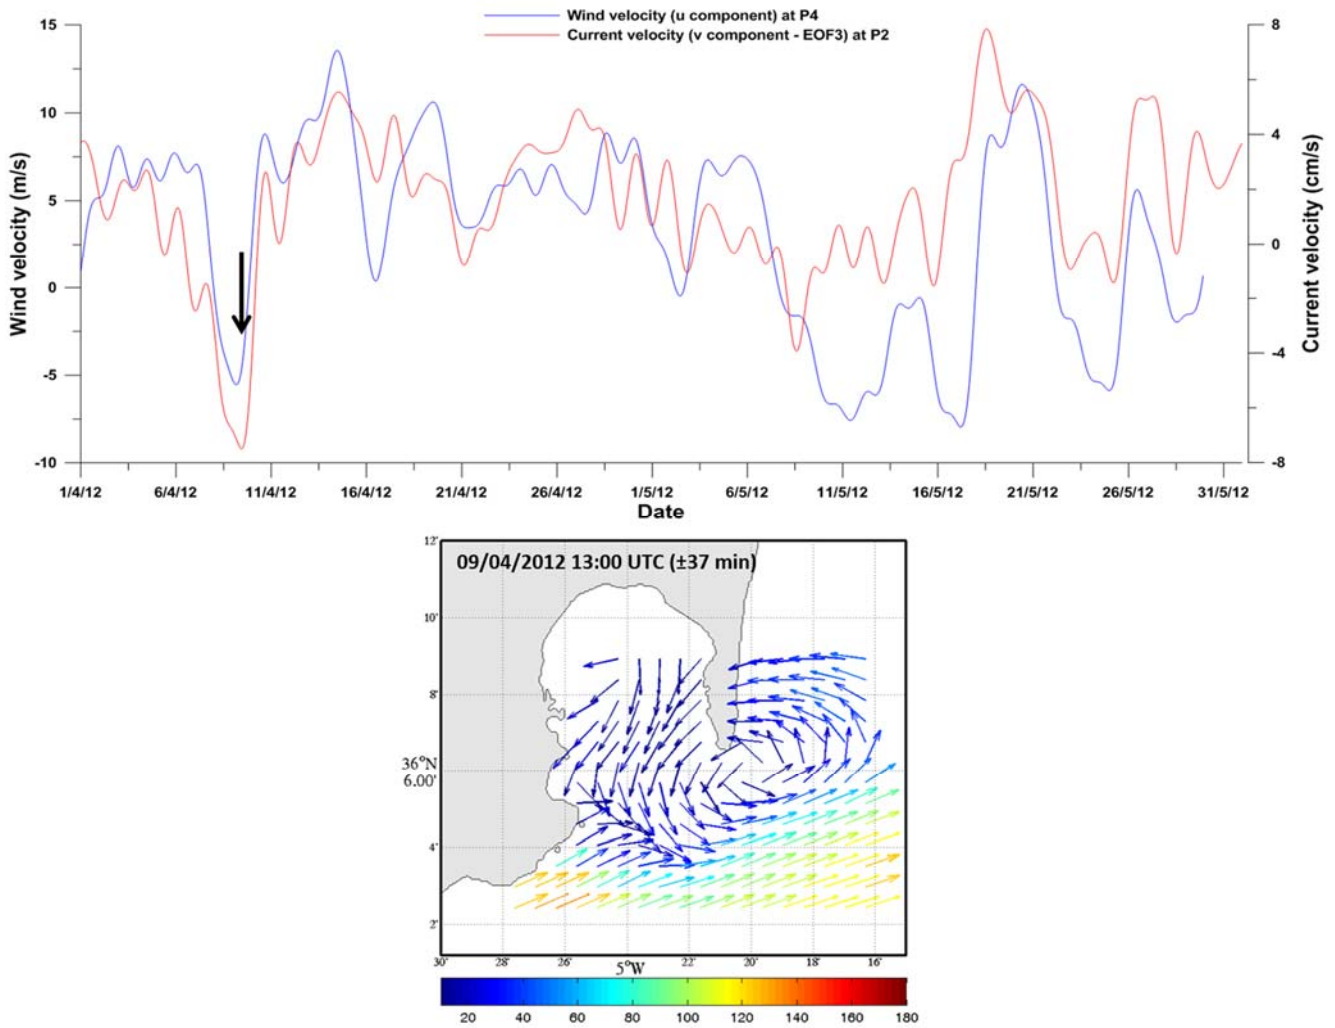 Wind velocity (u component) at P4
Current velocity (v component - EOF3) at P2
15
10
5
0
-5
-10
Wind velocity (m/s)
8
4
0
-4
-8
Current velocity (cm/s)
1/4/12 6/4/12 11/4/12 16/4/12 21/4/12 26/4/12 1/5/12 6/5/12 11/5/12 16/5/12 21/5/12 26/5/12 31/5/12
Date
09/04/2012 13:00 UTC (±37 min)
12'
10'
8'
36°N
6.00'
4'
2'
30' 28' 26' 5°W 22' 20' 18' 16'
20 40 60 80 100 120 140 160 180